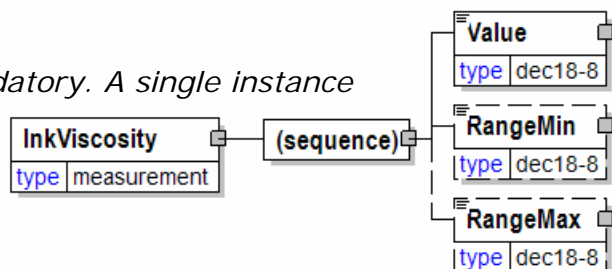 Value
type dec18-8
datory. A single instance
InkViscosity
type measurement
(sequence)
RangeMin
type dec18-8
RangeMax
type dec18-8